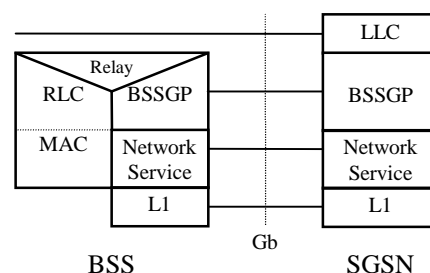 LLC
Relay
RLC
BSSGP
BSSGP
MAC
Network
Service
Network
Service
L1
L1
Gb
BSS
SGSN